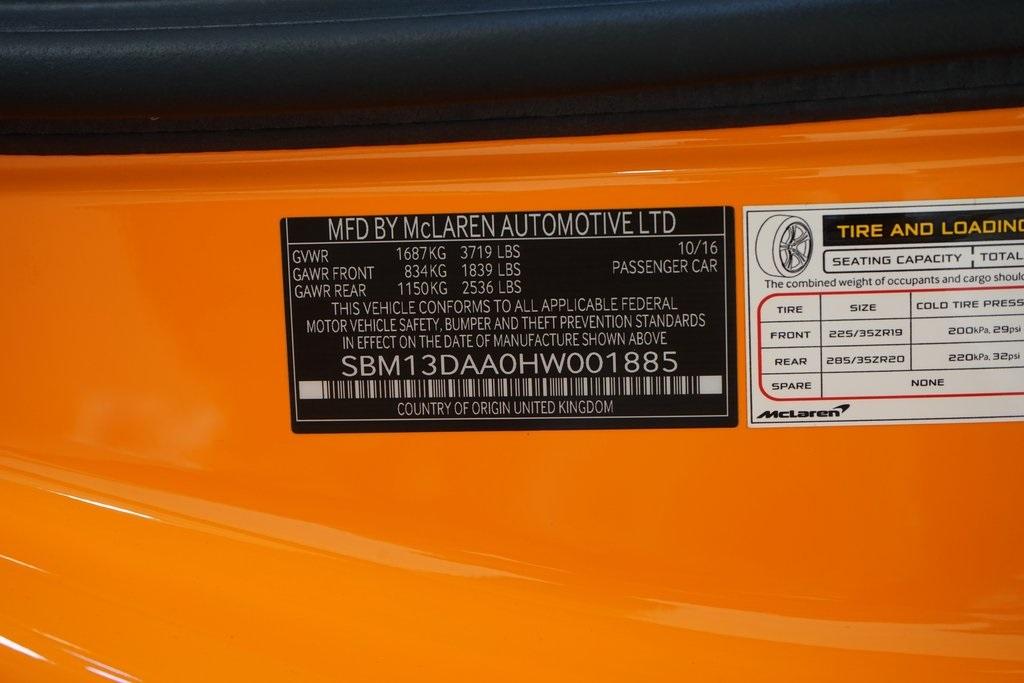 MFD BY McLAREN AUTOMOTIVE LTD
GVWR 1687KG 3719 LBS 10/16
GAWR FRONT 834KG 1839 LBS PASSENGER CAR
GAWR REAR 1150KG 2536 LBS
THIS VEHICLE CONFORMS TO ALL APPLICABLE FEDERAL
MOTOR VEHICLE SAFETY, BUMPER AND THEFT PREVENTION STANDARDS
IN EFFECT ON THE DATE OF MANUFACTURE SHOWN ABOVE
SBM13DAA0HW001885
COUNTRY OF ORIGIN UNITED KINGDOM
TIRE AND LOADING
SEATING CAPACITY TOTAL
The combined weight of occupants and cargo should
TIRE SIZE COLD TIRE PRESS
FRONT 225/35ZR19 200kPa, 29psi
REAR 285/35ZR20 220kPa, 32psi
SPARE NONE
McLaren